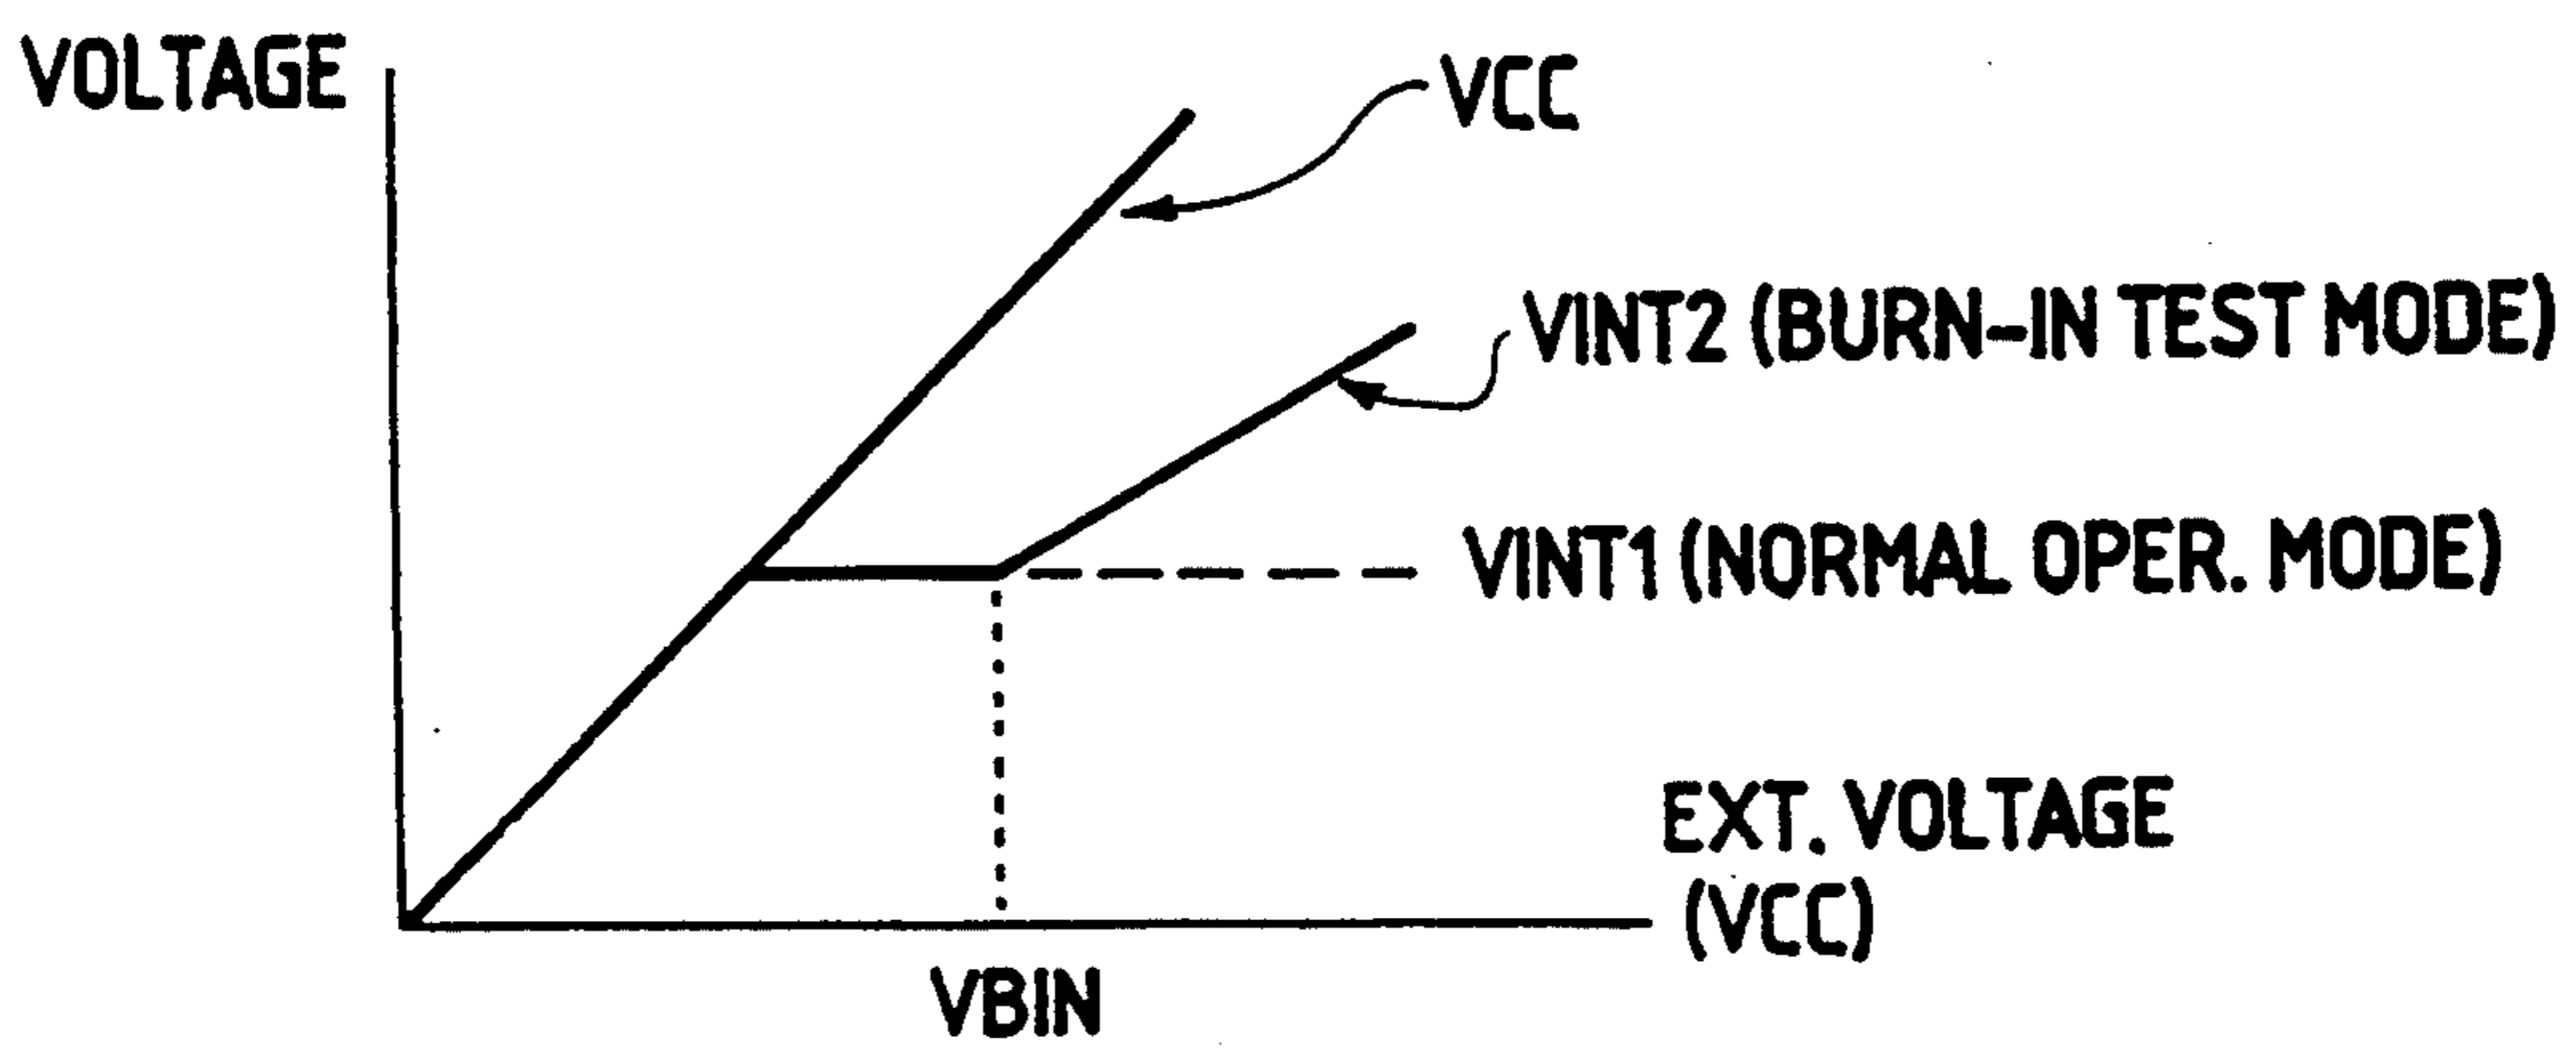 VOLTAGE
VCC
VINT2 (BURN-IN TEST MODE)
VINT1 (NORMAL OPER. MODE)
EXT. VOLTAGE
(VCC)
VBIN